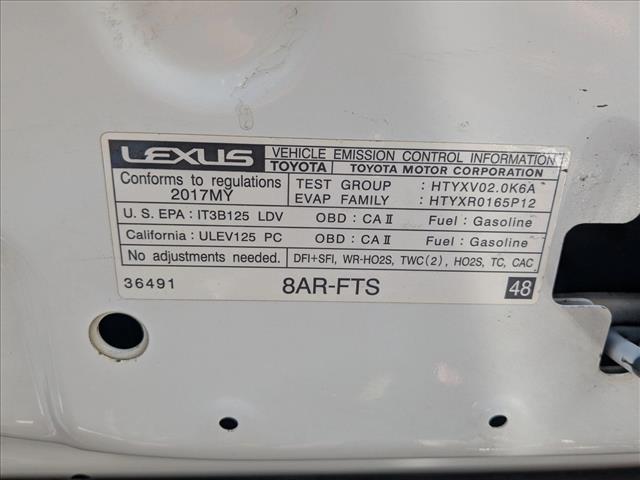 LEXUS VEHICLE EMISSION CONTROL INFORMATION
TOYOTA TOYOTA MOTOR CORPORATION
Conforms to regulations
2017MY
TEST GROUP : HTYXV02.0K6A
EVAP FAMILY : HTYXR0165P12
U. S. EPA : IT3B125 LDV OBD : CA II Fuel : Gasoline
California : ULEV125 PC OBD : CA II Fuel : Gasoline
No adjustments needed. DFI+SFI, WR-HO2S, TWC(2), HO2S, TC, CAC
36491 8AR-FTS 48